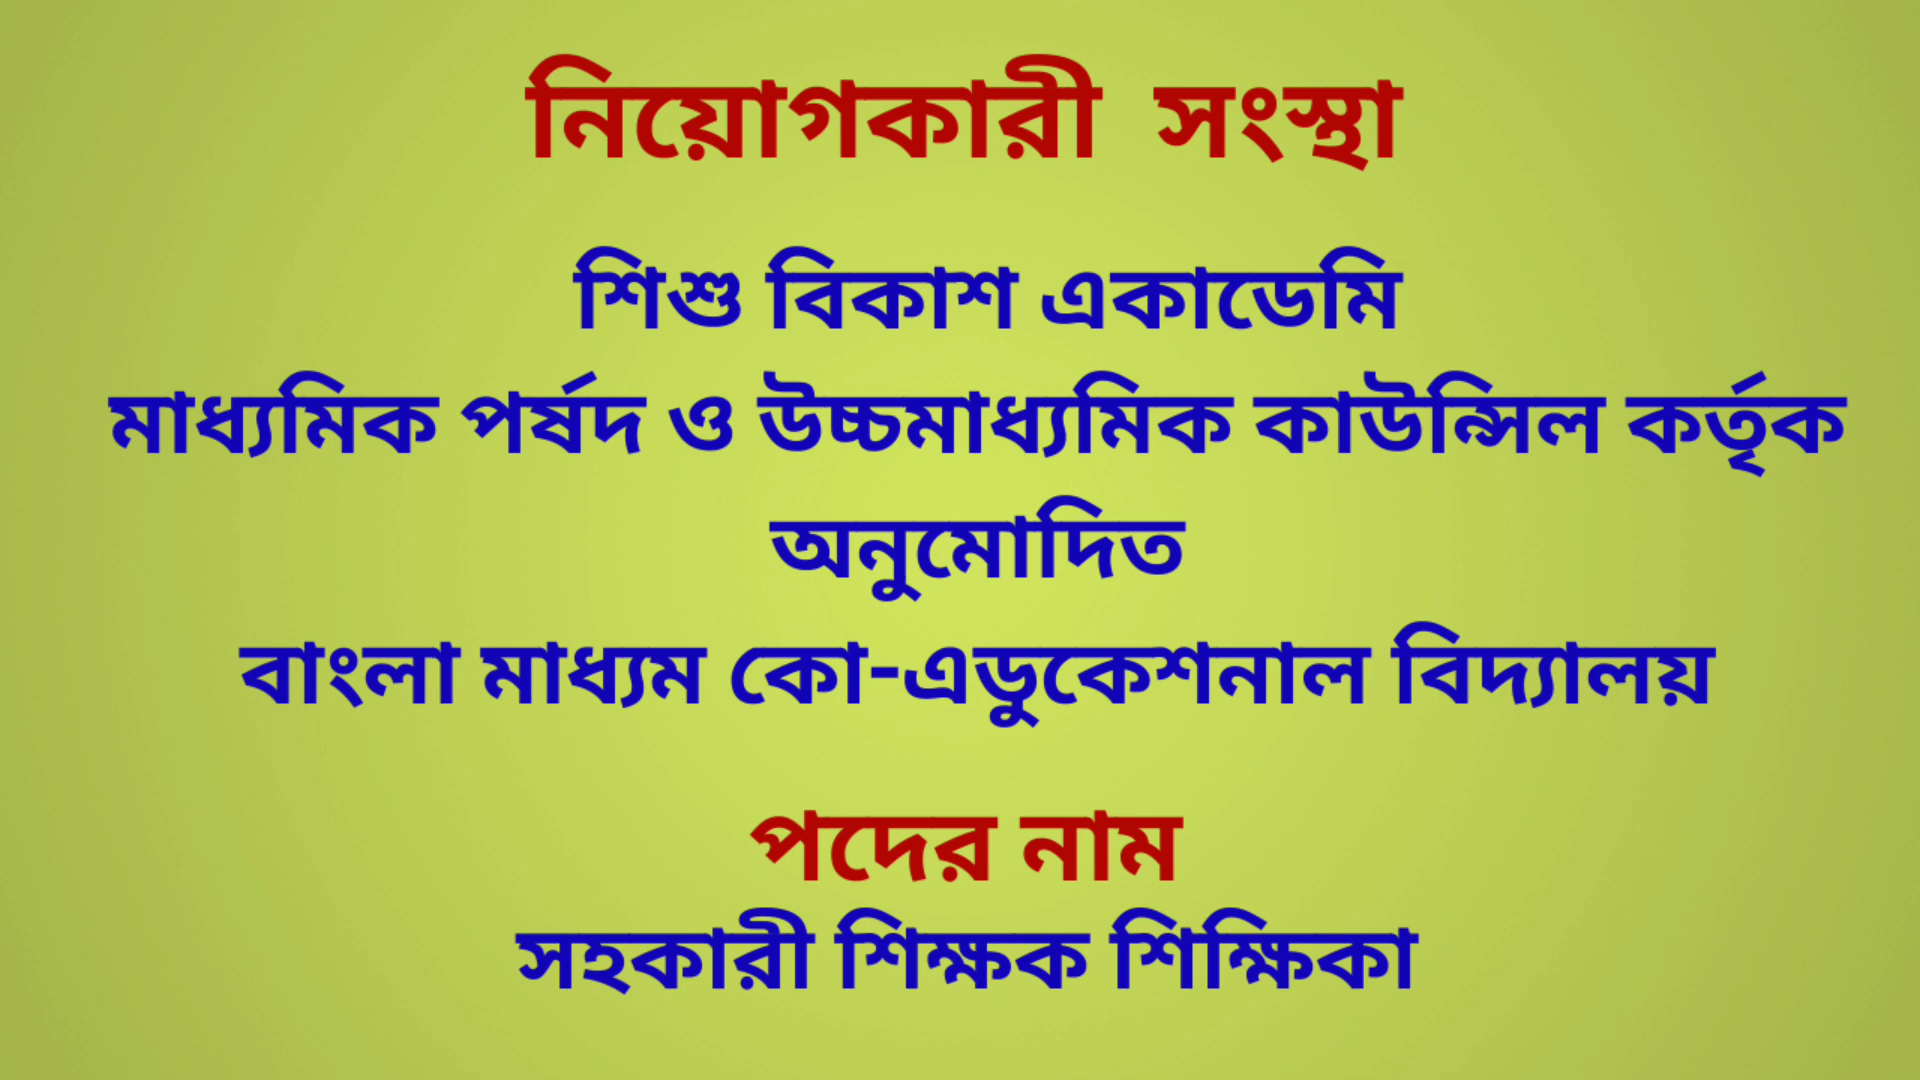 নিয়োগকারী সংস্থা
শিশু বিকাশ একাডেমি
মাধ্যমিক পর্ষদ ও উচ্চমাধ্যমিক কাউন্সিল কর্তৃক
অনুমোদিত
বাংলা মাধ্যম কো-এডুকেশনাল বিদ্যালয়
পদের নাম
সহকারী শিক্ষক শিক্ষিকা